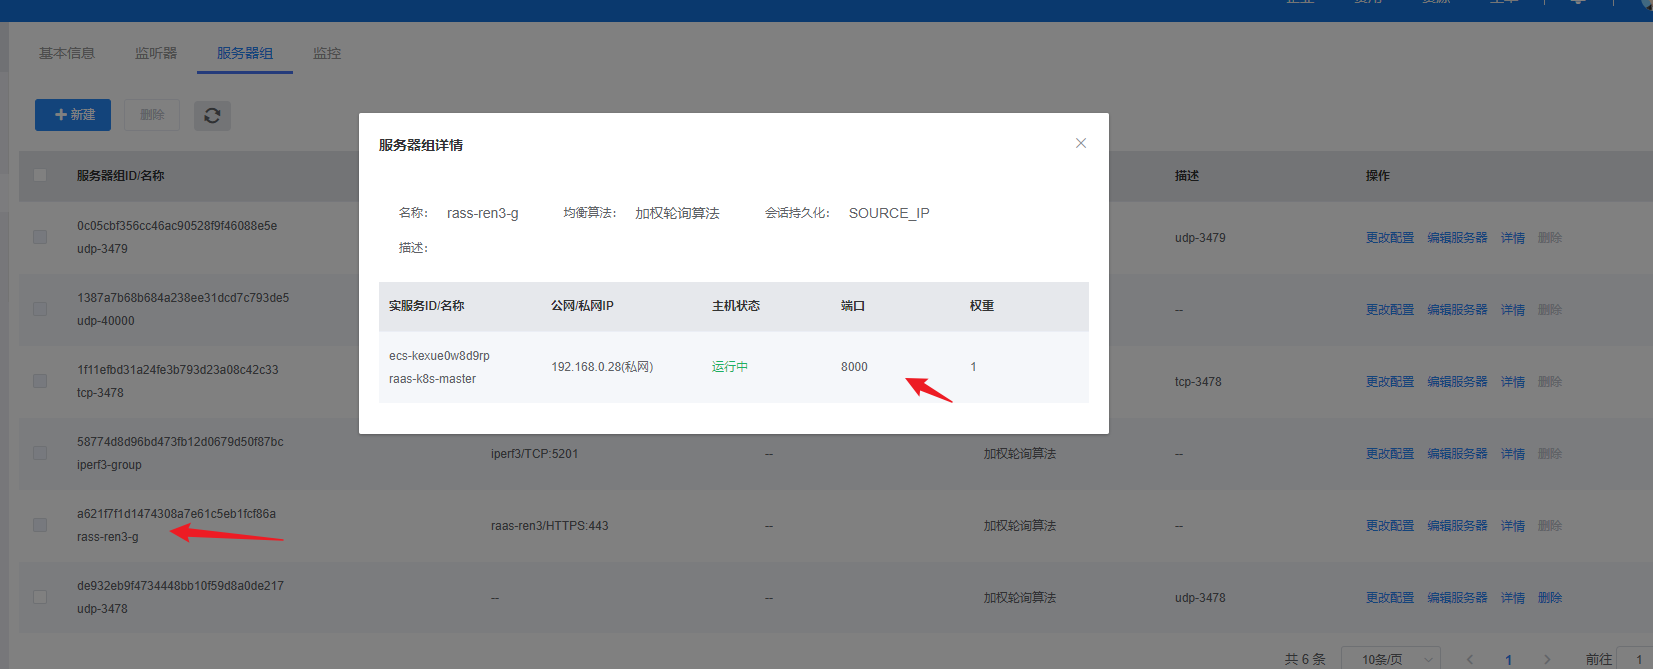 基本信息 监听器 服务器组 监控
新建 删除
服务器组详情
服务器组ID/名称 描述 操作
名称: rass-ren3-g 均衡算法: 加权轮询算法 会话持久化: SOURCE_IP
描述:
实服务ID/名称 公网/私网IP 主机状态 端口 权重
ecs-kexue0w8d9rp
raas-k8s-master 192.168.0.28(私网) 运行中 8000 1
0c05cbf356cc46ac90528f9f46088e5e
udp-3479 udp-3479 更改配置 编辑服务器 详情 删除
1387a7b68b684a238ee31dcd7c793de5
udp-40000 -- 更改配置 编辑服务器 详情 删除
1f11efbd31a24fe3b793d23a08c42c33
tcp-3478 tcp-3478 更改配置 编辑服务器 详情 删除
58774d8d96bd473fb12d0679d50f87bc
iperf3-group iperf3/TCP:5201 -- 加权轮询算法 -- 更改配置 编辑服务器 详情 删除
a621f7f1d1474308a7e61c5eb1fcf86a
rass-ren3-g raas-ren3/HTTPS:443 -- 加权轮询算法 -- 更改配置 编辑服务器 详情 删除
de932eb9f4734448bb10f59d8a0de217
udp-3478 -- -- 加权轮询算法 udp-3478 更改配置 编辑服务器 详情 删除
共 6 条 10条/页 1 前往 1